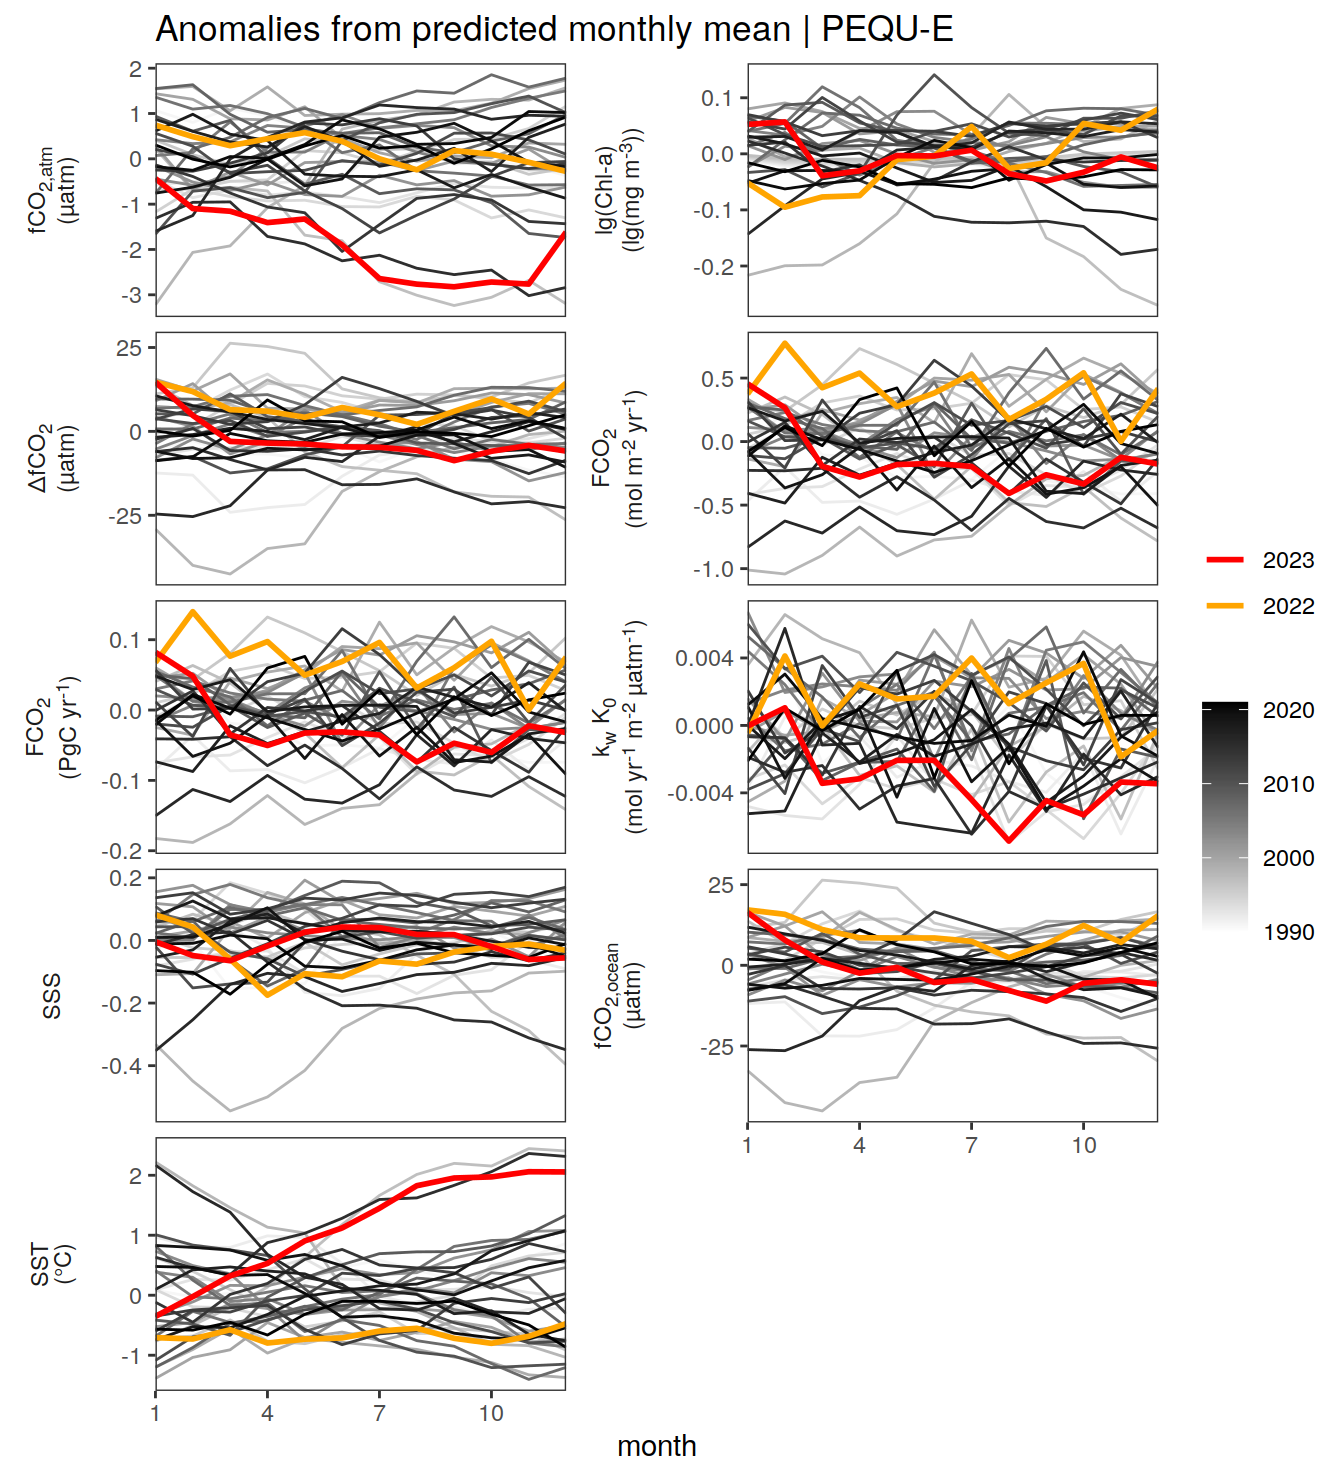 Anomalies from predicted monthly mean | PEQU-E
fCO2,atm
(µatm)
2
1
0
-1
-2
-3
lg(Chl-a)
(lg(mg m-3))
0.1
0.0
-0.1
-0.2
ΔfCO2
(µatm)
25
0
-25
FCO2
(mol m-2 yr-1)
0.5
0.0
-0.5
-1.0
FCO2
(PgC yr-1)
0.1
0.0
-0.1
-0.2
kw K0
(mol yr-1 m-2 µatm-1)
0.004
0.000
-0.004
SSS
0.2
0.0
-0.2
-0.4
fCO2,ocean
(µatm)
25
0
-25
1 4 7 10
SST
(°C)
2
1
0
-1
1 4 7 10
month
2023
2022
2020
2010
2000
1990